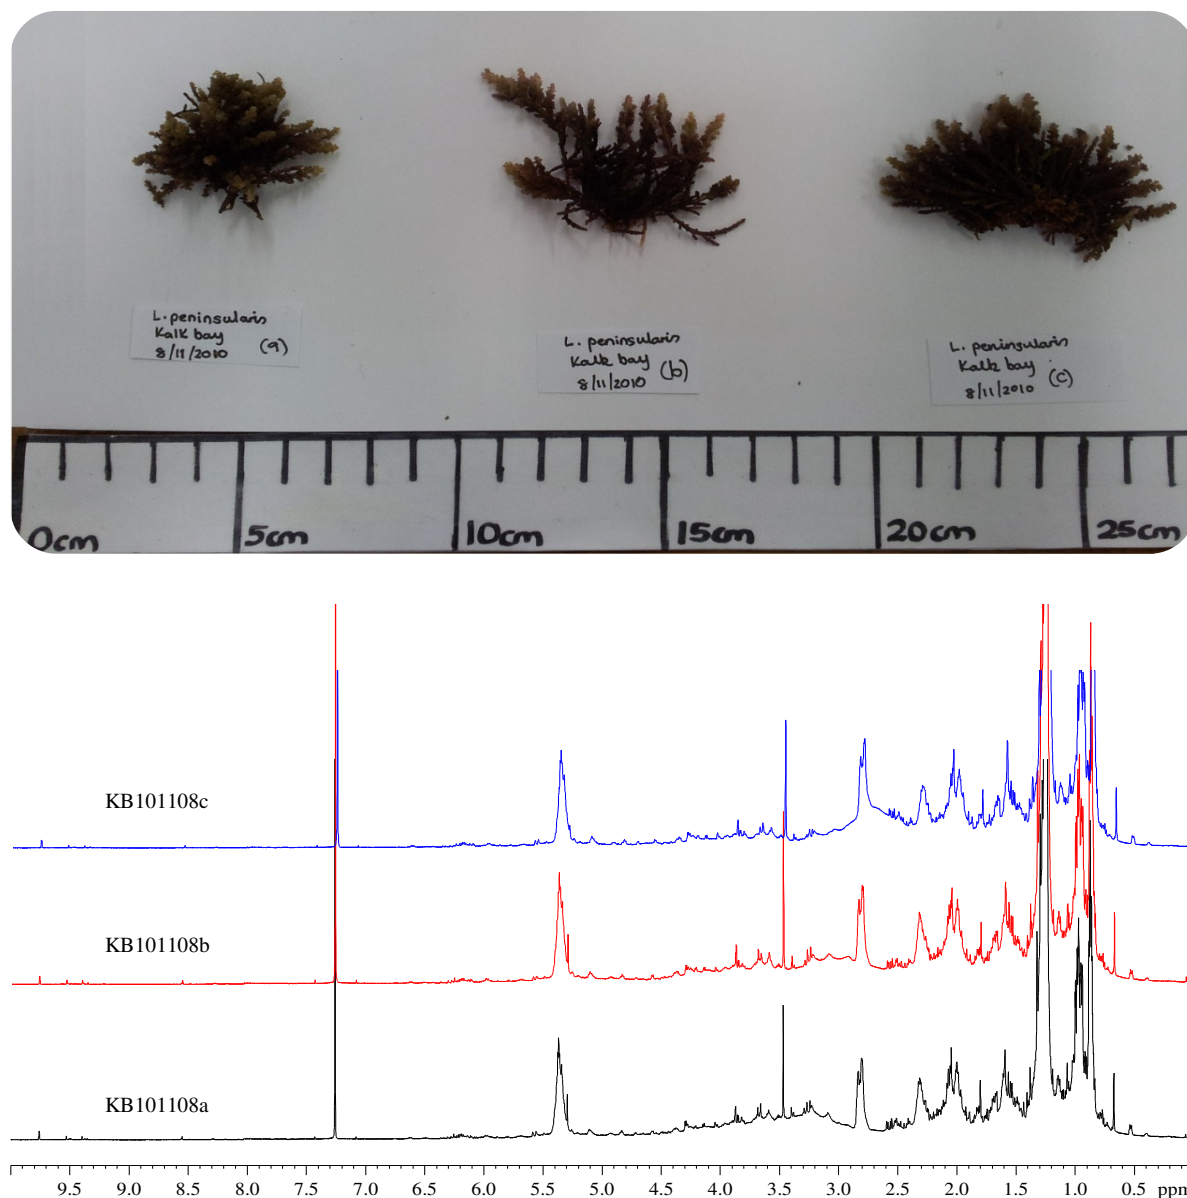 L. peninsularis
Kalk bay
8/11/2010 (a)
L. peninsularis
Kalk bay
8/11/2010 (b)
L. peninsularis
Kalk bay
8/11/2010 (c)
0cm 5cm 10cm 15cm 20cm 25cm
KB101108c
KB101108b
KB101108a
9.5 9.0 8.5 8.0 7.5 7.0 6.5 6.0 5.5 5.0 4.5 4.0 3.5 3.0 2.5 2.0 1.5 1.0 0.5 ppm